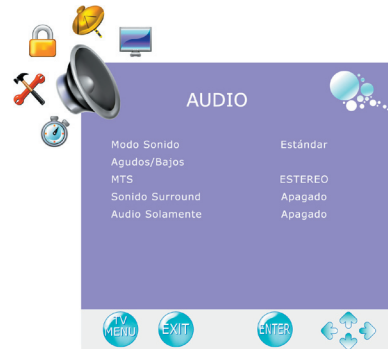 AUDIO
Modo Sonido Estándar
Agudos/Bajos
MTS ESTEREO
Sonido Surround Apagado
Audio Solamente Apagado
TV
MENU EXIT ENTER